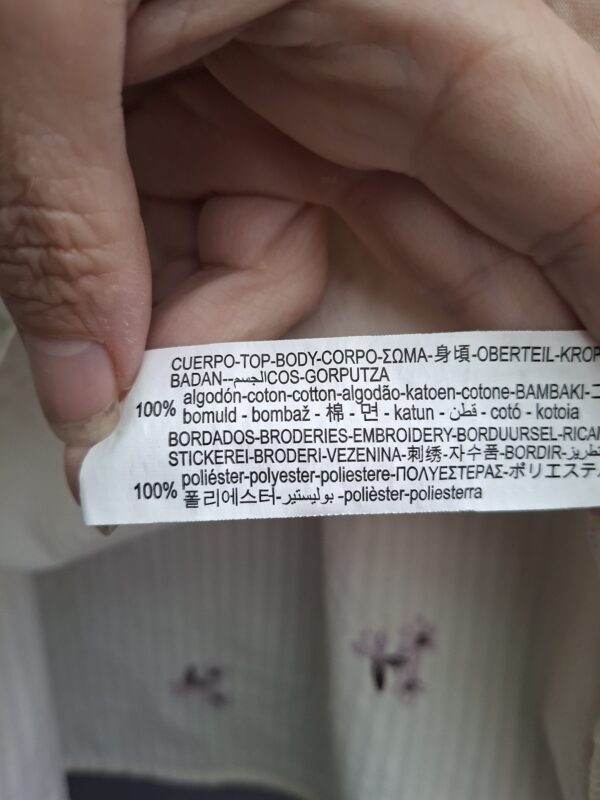 CUERPO-TOP-BODY-CORPO-ΣΩΜΑ-身頃-OBERTEIL-KROP
BADAN--الجسمCOS-GORPUTZA
100% algodón-coton-cotton-algodão-katoen-cotone-BAMBAKI-コ
bomuld - bombaž - 棉 - 면 - katun - قطن - cotó - kotoia
BORDADOS-BRODERIES-EMBROIDERY-BORDUURSEL-RICAM
STICKEREI-BRODERI-VEZENINA-刺绣-자수품-BORDIR-تطريز
100% poliéster-polyester-poliestere-ΠΟΛΥΕΣΤΕΡΑΣ-ポリエステ
폴리에스터-بوليستير-polièster-poliesterra